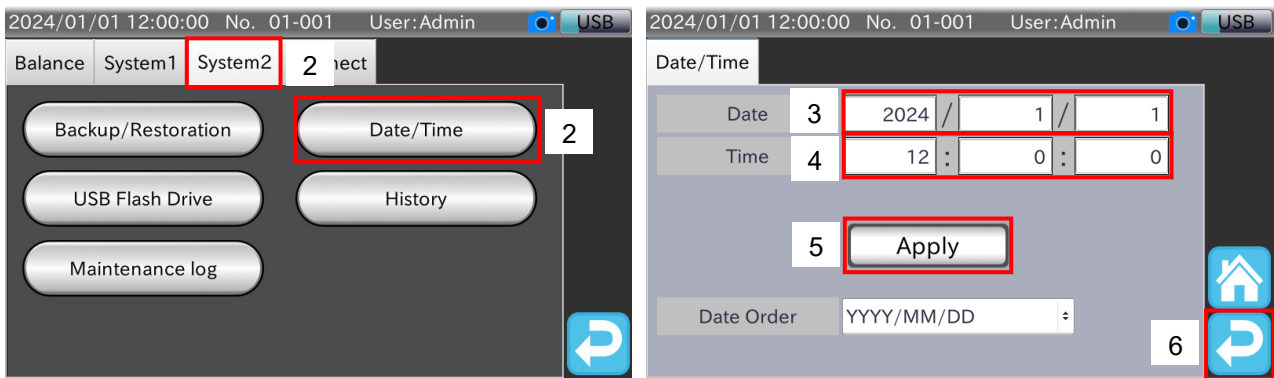 2024/01/01 12:00:00 No. 01-001 User:Admin USB
Balance System1 System2 2 nect
Backup/Restoration Date/Time 2
USB Flash Drive History
Maintenance log
2024/01/01 12:00:00 No. 01-001 User:Admin USB
Date/Time
Date 3 2024 / 1 / 1
Time 4 12 : 0 : 0
5 Apply
Date Order YYYY/MM/DD
6